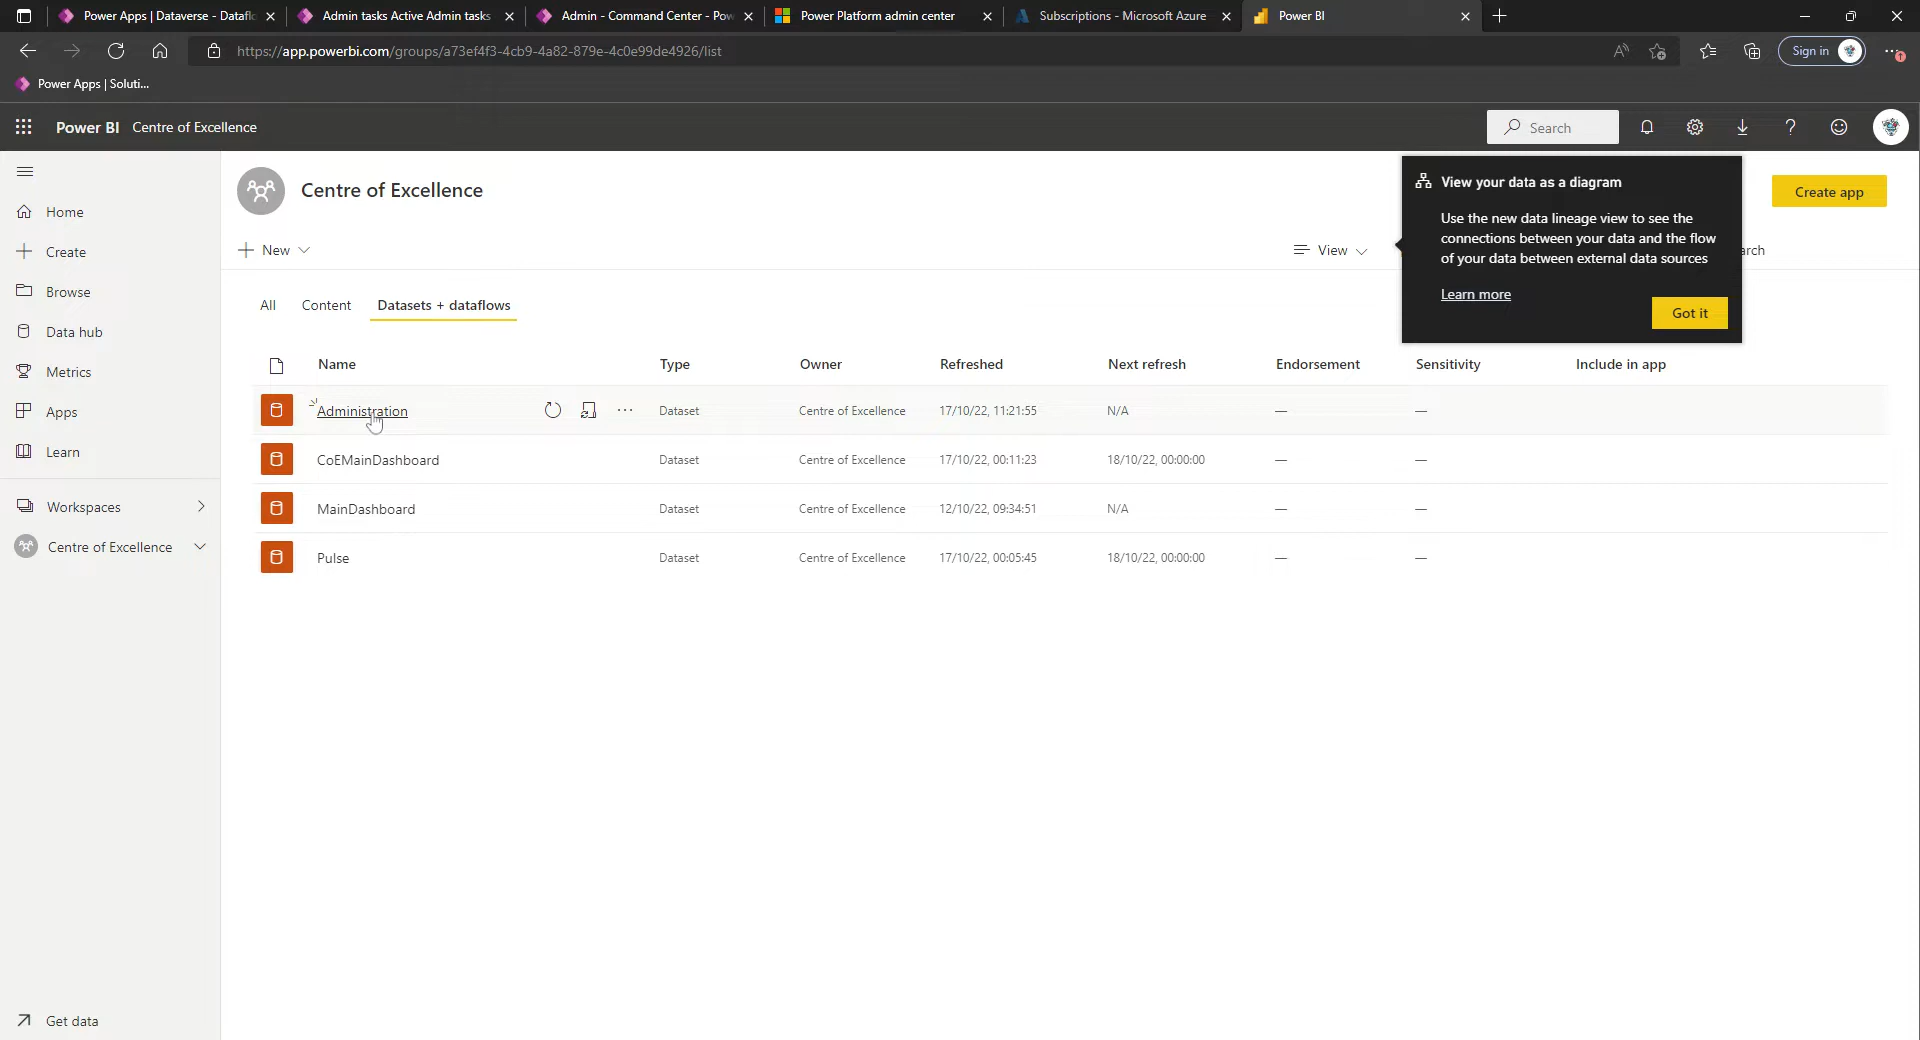 Power Apps | Dataverse - Datafl
Admin tasks Active Admin tasks
Admin - Command Center - Pow
Power Platform admin center
Subscriptions - Microsoft Azure
Power BI
https://app.powerbi.com/groups/a73ef4f3-4cb9-4a82-879e-4c0e99de4926/list
Sign in
Power Apps | Soluti...
Power BI Centre of Excellence
Search
Home
Create
Browse
Data hub
Metrics
Apps
Learn
Workspaces
Centre of Excellence
Get data
Centre of Excellence
Create app
New
View
arch
View your data as a diagram
Use the new data lineage view to see the
connections between your data and the flow
of your data between external data sources
Learn more
Got it
All Content Datasets + dataflows
Name Type Owner Refreshed Next refresh Endorsement Sensitivity Include in app
Administration Dataset Centre of Excellence 17/10/22, 11:21:55 N/A — —
CoEMainDashboard Dataset Centre of Excellence 17/10/22, 00:11:23 18/10/22, 00:00:00 — —
MainDashboard Dataset Centre of Excellence 12/10/22, 09:34:51 N/A — —
Pulse Dataset Centre of Excellence 17/10/22, 00:05:45 18/10/22, 00:00:00 — —